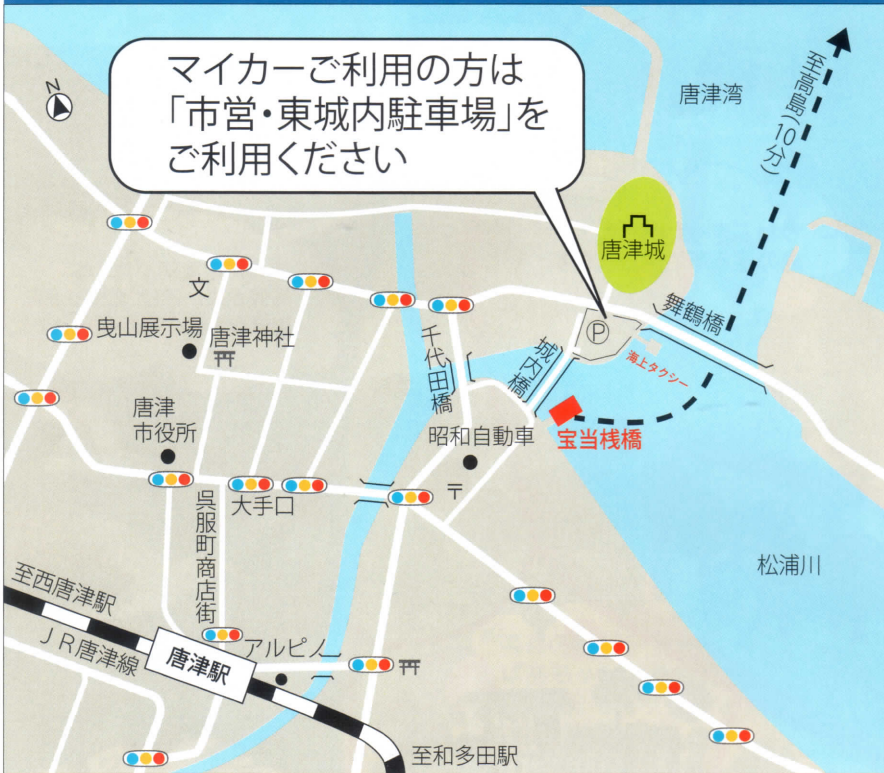 マイカーご利用の方は
「市営・東城内駐車場」を
ご利用ください
N
唐津湾
至高島(10分)
唐津城
文
曳山展示場
唐津神社
千代田橋
城内橋
P
舞鶴橋
海上タクシー
唐津
市役所
昭和自動車
宝当桟橋
〒
大手口
呉服町商店街
松浦川
至西唐津駅
JR唐津線
唐津駅
アルピノ
至和多田駅